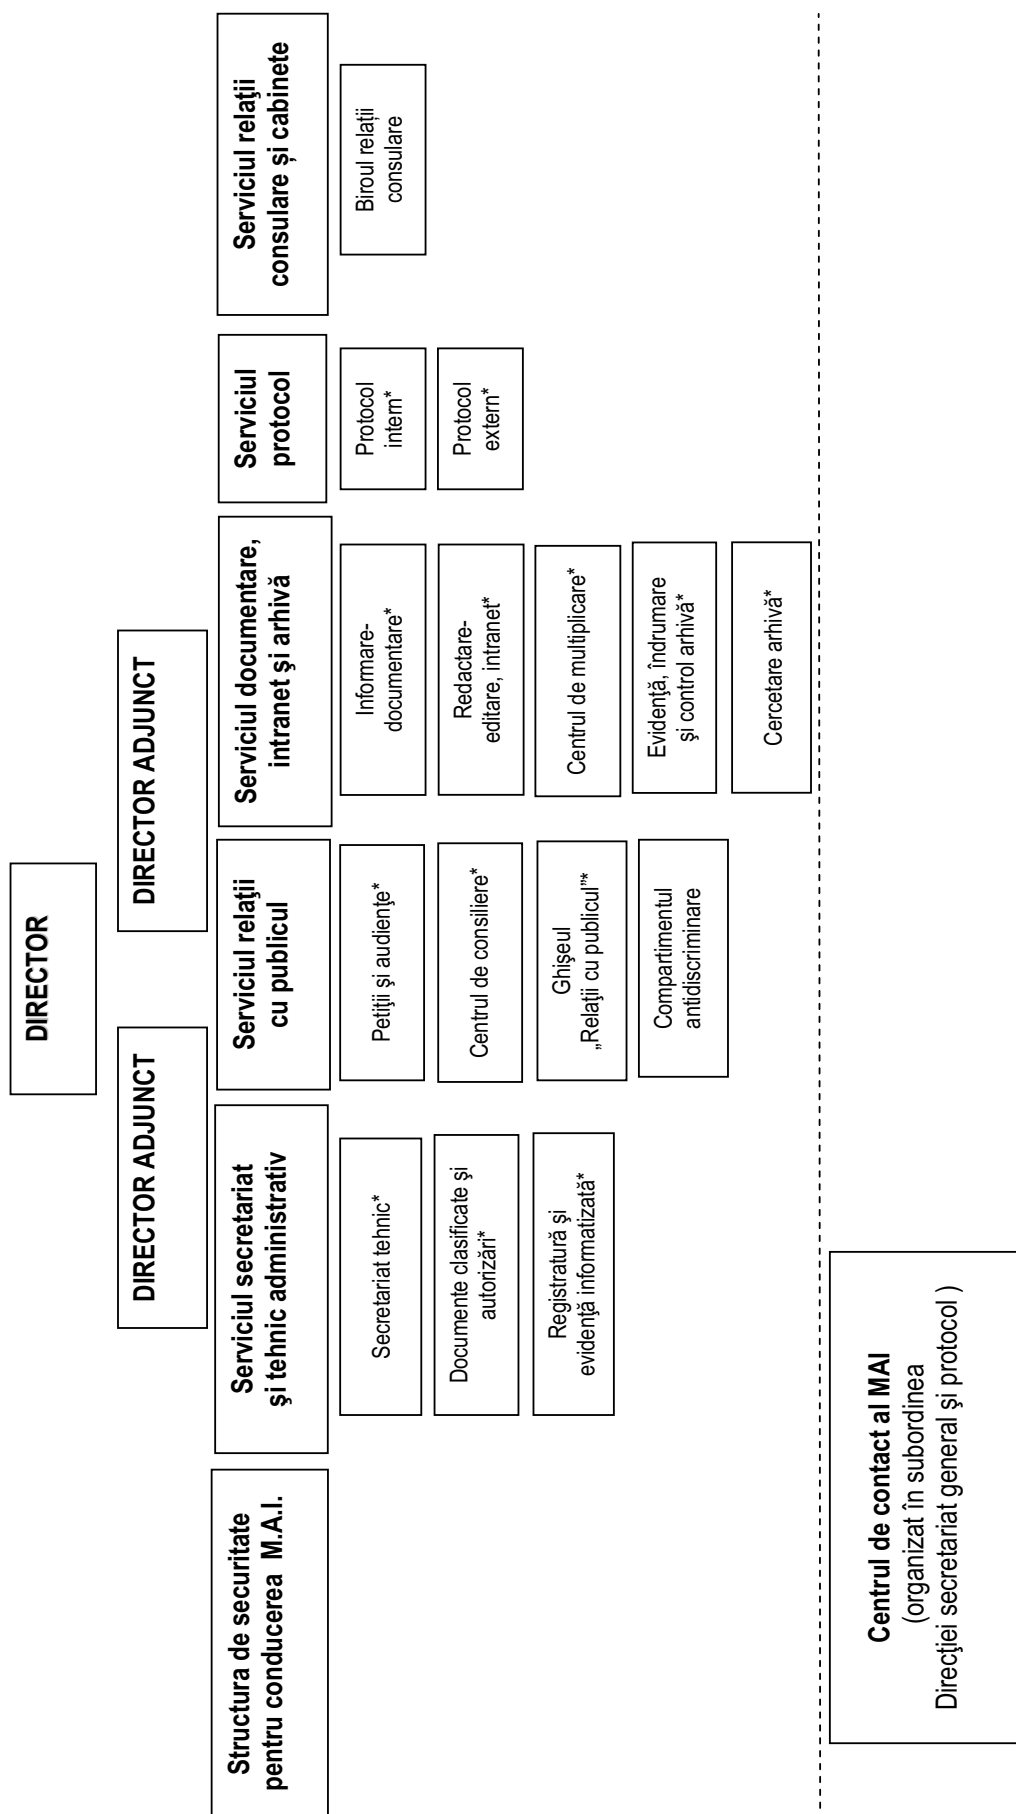 DIRECTOR
DIRECTOR ADJUNCT
DIRECTOR ADJUNCT
Structura de securitate
pentru conducerea M.A.I.
Serviciul secretariat
şi tehnic administrativ
Secretariat tehnic*
Documente clasificate şi
autorizări*
Registratură şi
evidenţă informatizată*
Serviciul relaţii
cu publicul
Petiţii şi audienţe*
Centrul de consiliere*
Ghişeul
„Relaţii cu publicul”*
Compartimentul
antidiscriminare
Serviciul documentare,
intranet şi arhivă
Informare-
documentare*
Redactare-
editare, intranet*
Centrul de multiplicare*
Evidenţă, îndrumare
şi control arhivă*
Cercetare arhivă*
Serviciul
protocol
Protocol
intern*
Protocol
extern*
Serviciul relaţii
consulare și cabinete
Biroul relații
consulare
Centrul de contact al MAI
(organizat în subordinea
Direcţiei secretariat general şi protocol )